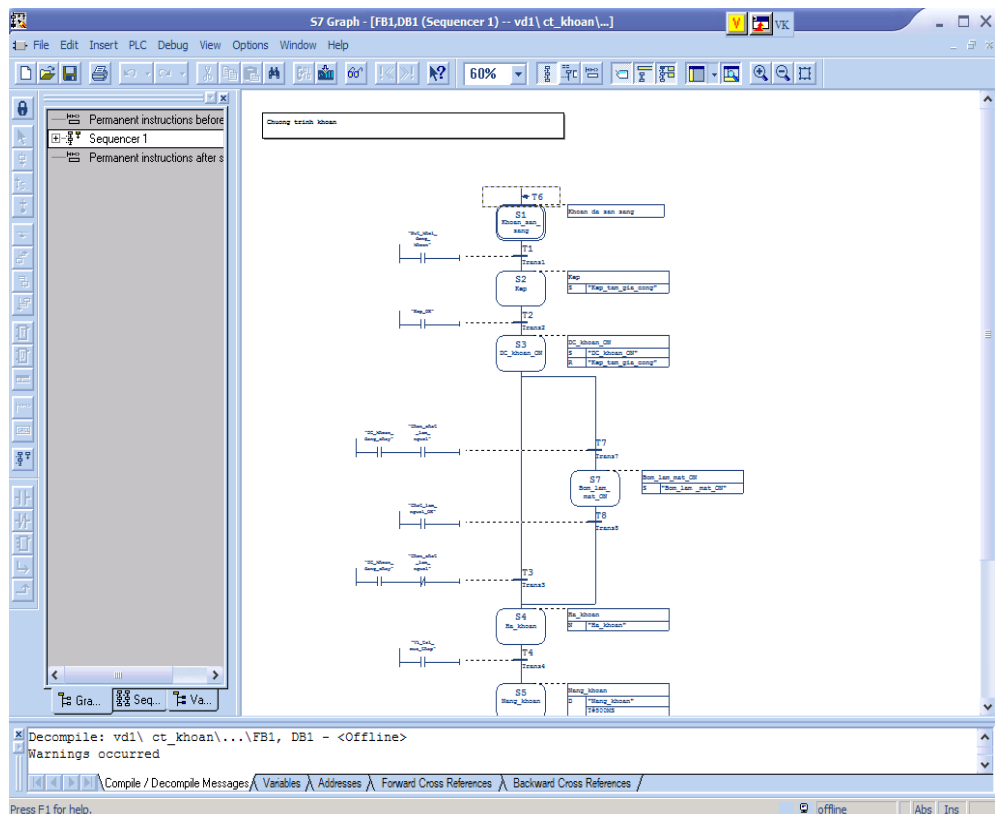 S7 Graph - [FB1,DB1 (Sequencer 1) -- vd1\ ct_khoan\...]
V
VK
File Edit Insert PLC Debug View Options Window Help
60%
Permanent instructions before
Sequencer 1
Permanent instructions after s
Chuong trinh khoan
T6
S1
Khoan_san_
sang
Khoan da san sang
T1
Trans1
S2
Kep
Kep
S "Kep_tam_gia_cong"
"Kep_ON"
T2
Trans2
S3
DC_khoan_ON
DC_khoan_ON
S "DC_khoan_ON"
R "Kep_tam_gia_cong"
T7
Trans7
S7
Bom_lam_
mat_ON
Bom_lam_mat_ON
S "Bom_lam _mat_ON"
T8
T3
Trans3
S4
Ha_khoan
Ha_khoan
N "Ha_khoan"
T4
Trans4
S5
Nang_khoan
Nang_khoan
D "Nang_khoan"
T#500MS
Gra... Seq... Va...
Decompile: vd1\ ct_khoan\...\FB1, DB1 - <Offline>
Warnings occurred
Compile / Decompile Messages Variables Addresses Forward Cross References Backward Cross References
Press F1 for help.
offline Abs Ins